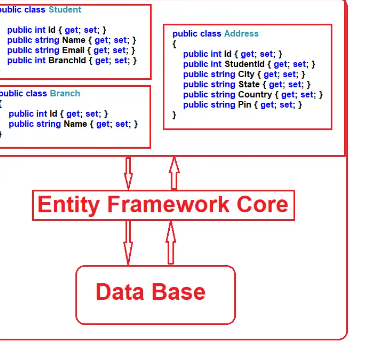 public class Student
public int Id { get; set; }
public string Name { get; set; }
public string Email { get; set; }
public int BranchId { get; set; }
public class Address
{
public int Id { get; set; }
public int StudentId { get; set; }
public string City { get; set; }
public string State { get; set; }
public string Country { get; set; }
public string Pin { get; set; }
}
public class Branch
{
public int Id { get; set; }
public string Name { get; set; }
}
Entity Framework Core
Data Base